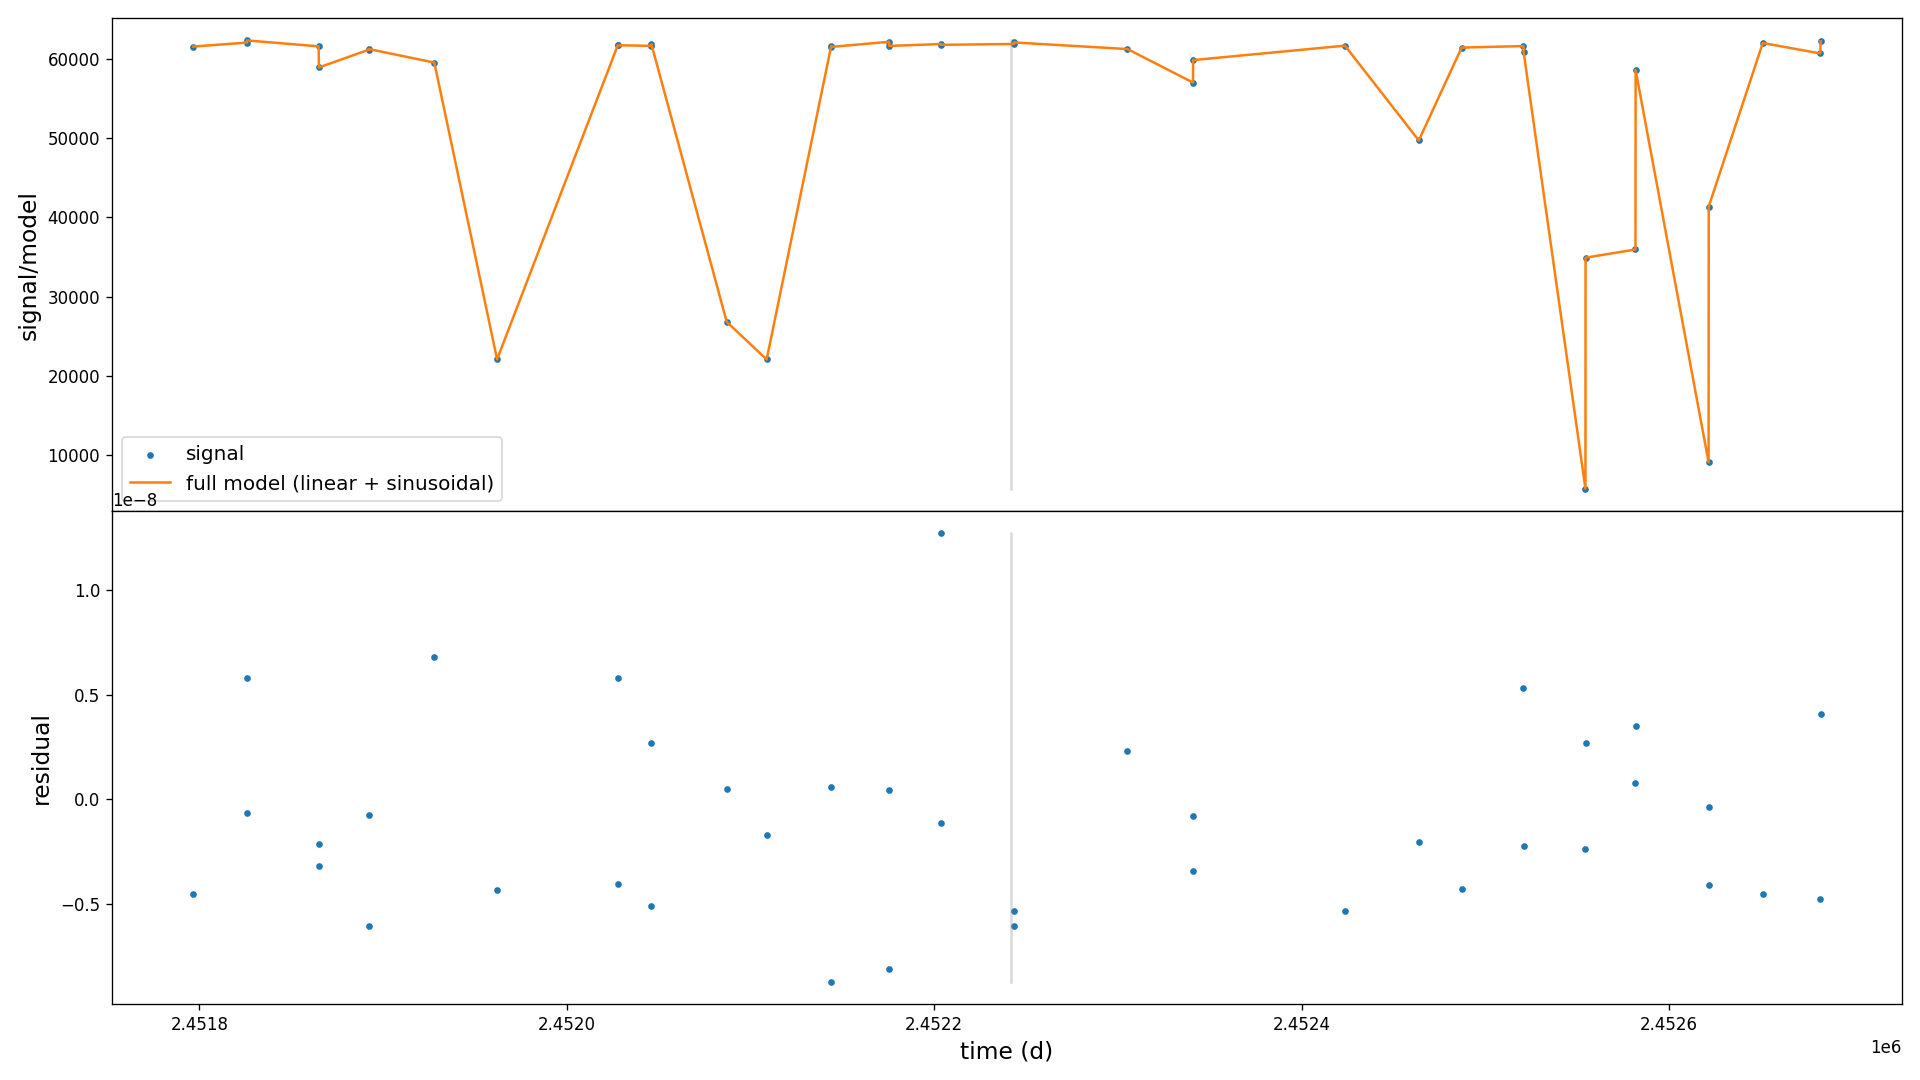 60000
50000
40000
30000
20000
10000
signal/model
signal
full model (linear + sinusoidal)
1e−8
1.0
0.5
0.0
−0.5
residual
2.4518 2.4520 2.4522 2.4524 2.4526
time (d)
1e6